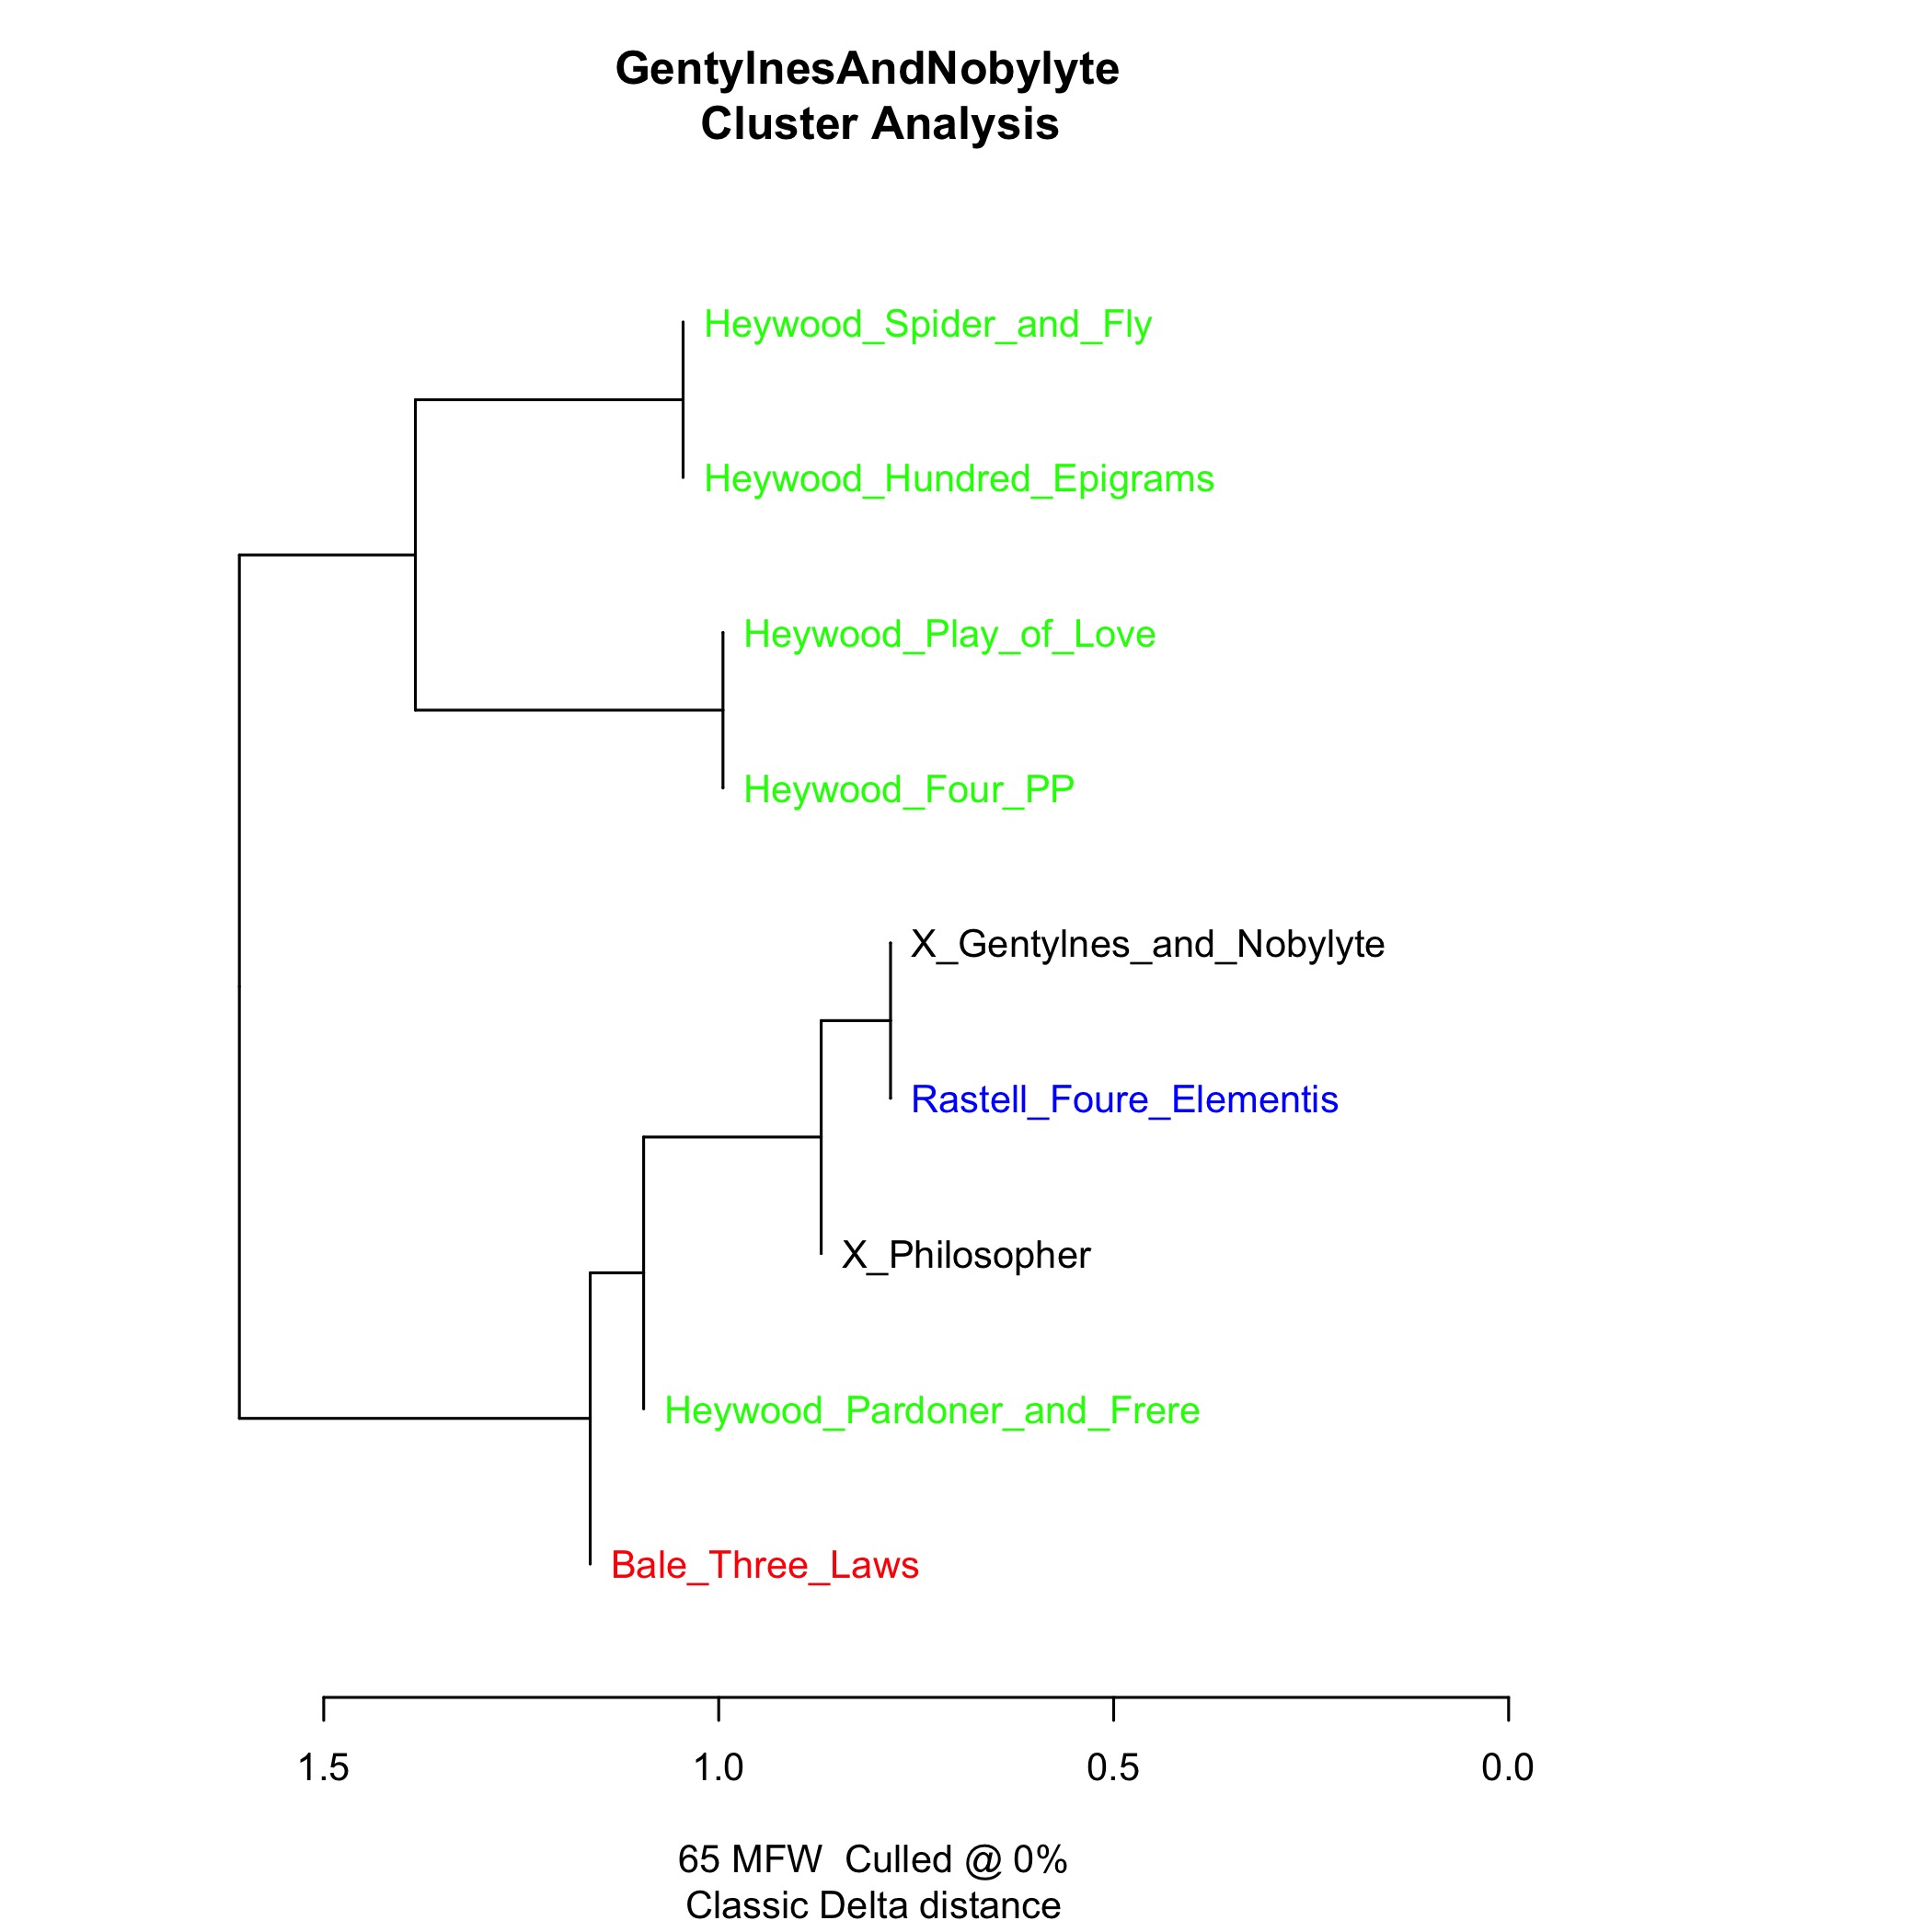 GentylnesAndNobylyte
Cluster Analysis
Heywood_Spider_and_Fly
Heywood_Hundred_Epigrams
Heywood_Play_of_Love
Heywood_Four_PP
X_Gentylnes_and_Nobylyte
Rastell_Foure_Elementis
X_Philosopher
Heywood_Pardoner_and_Frere
Bale_Three_Laws
1.5 1.0 0.5 0.0
65 MFW  Culled @ 0%
Classic Delta distance